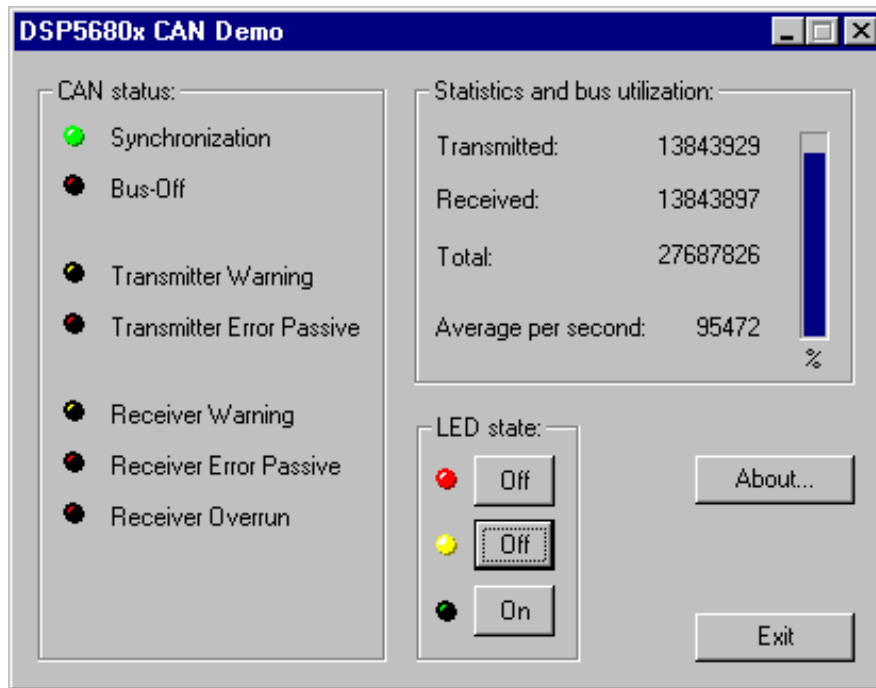 DSP5680x CAN Demo
CAN status:
Synchronization
Bus-Off
Transmitter Warning
Transmitter Error Passive
Receiver Warning
Receiver Error Passive
Receiver Overrun
Statistics and bus utilization:
Transmitted: 13843929
Received: 13843897
Total: 27687826
Average per second: 95472
%
LED state:
Off
Off
On
About...
Exit